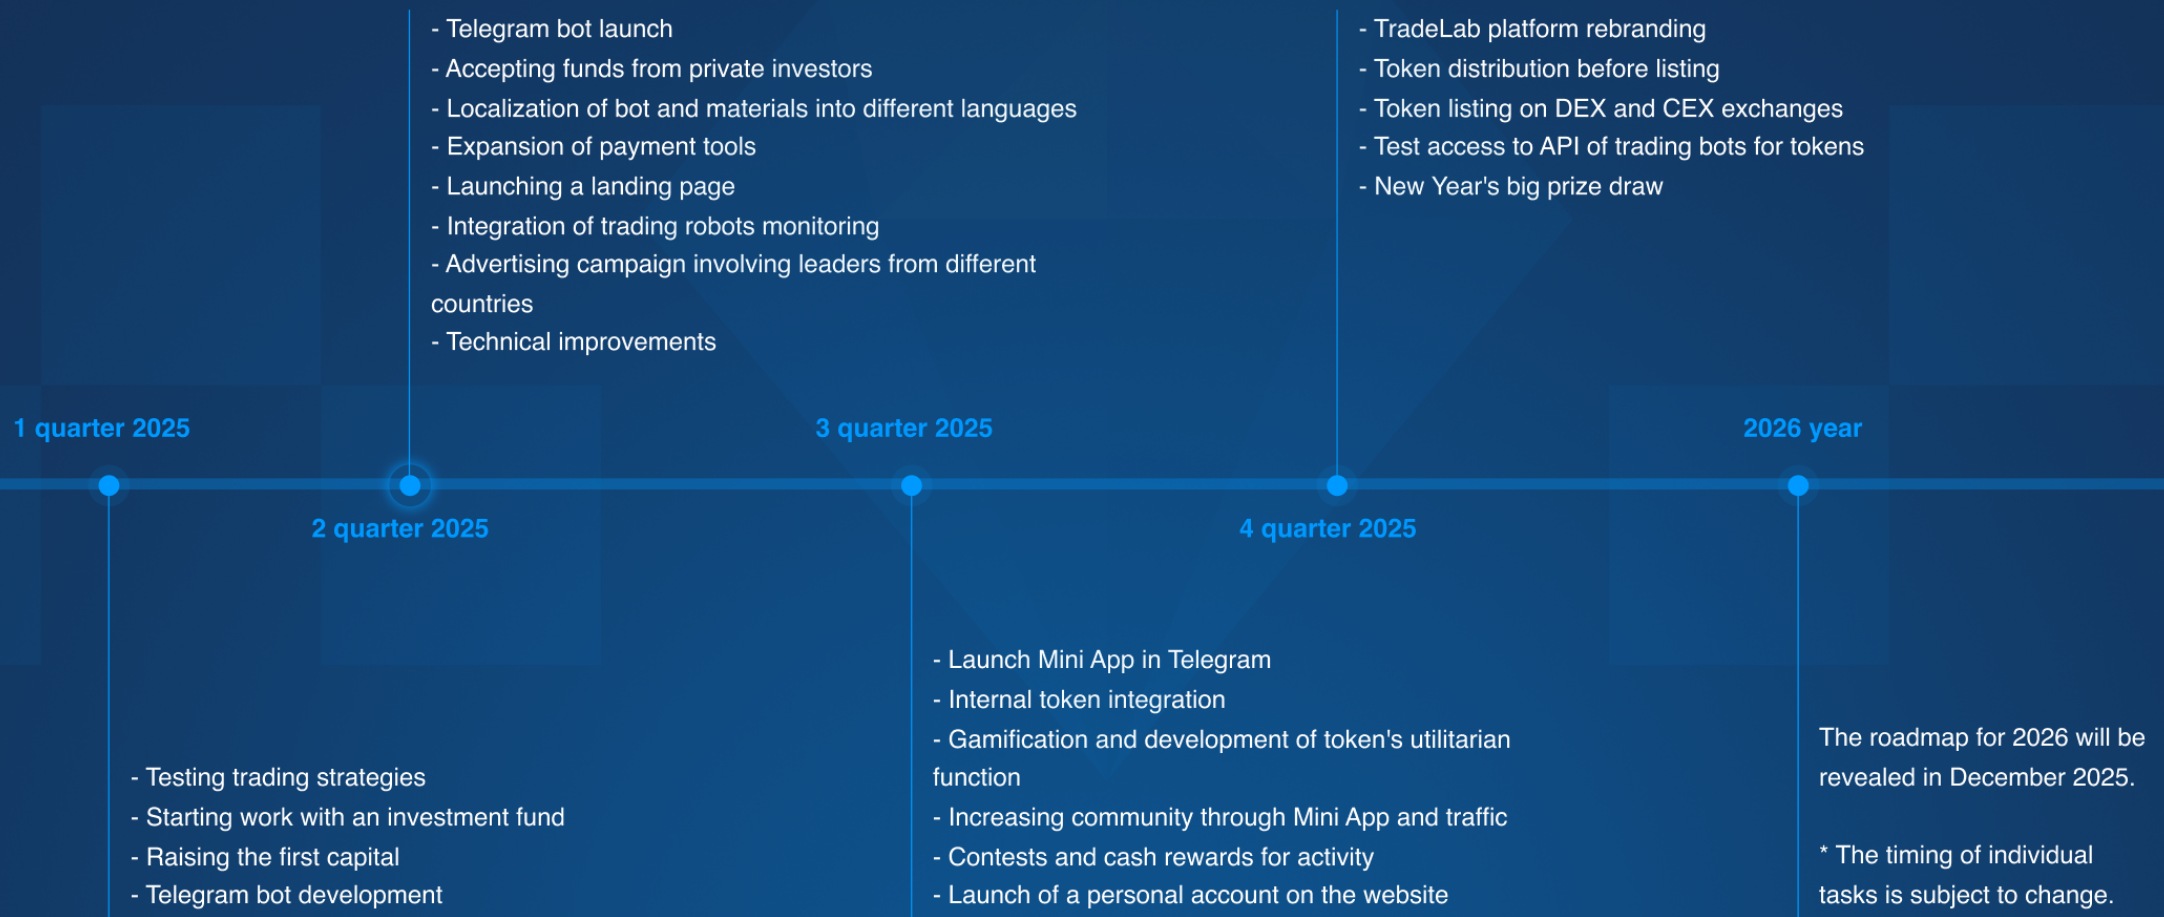 - Telegram bot launch
- Accepting funds from private investors
- Localization of bot and materials into different languages
- Expansion of payment tools
- Launching a landing page
- Integration of trading robots monitoring
- Advertising campaign involving leaders from different
countries
- Technical improvements
- TradeLab platform rebranding
- Token distribution before listing
- Token listing on DEX and CEX exchanges
- Test access to API of trading bots for tokens
- New Year's big prize draw
1 quarter 2025
3 quarter 2025
2026 year
2 quarter 2025
4 quarter 2025
- Testing trading strategies
- Starting work with an investment fund
- Raising the first capital
- Telegram bot development
- Launch Mini App in Telegram
- Internal token integration
- Gamification and development of token's utilitarian
function
- Increasing community through Mini App and traffic
- Contests and cash rewards for activity
- Launch of a personal account on the website
The roadmap for 2026 will be
revealed in December 2025.
* The timing of individual
tasks is subject to change.